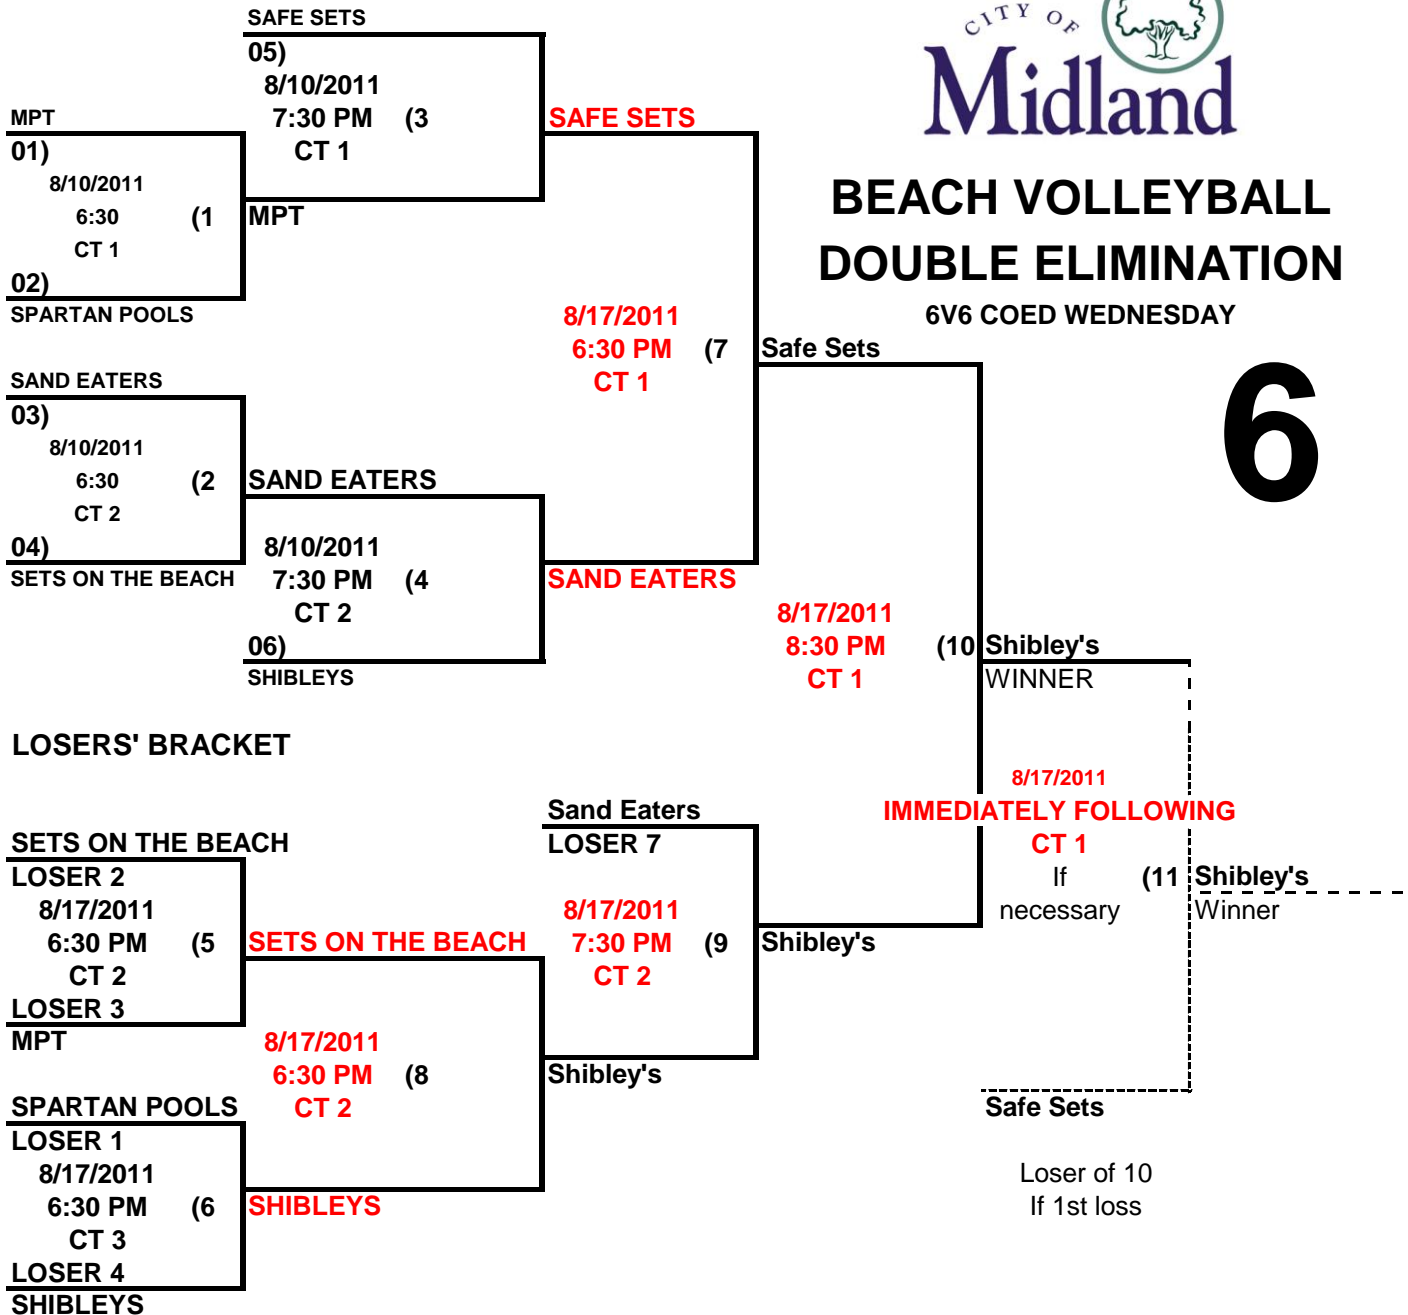 SAFE SETS
05)
8/10/2011
7:30 PM (3
CT 1
MPT
01)
8/10/2011
6:30 (1
CT 1
02)
SPARTAN POOLS
MPT
SAFE SETS
CITY OF
Midland
BEACH VOLLEYBALL
DOUBLE ELIMINATION
6V6 COED WEDNESDAY
6
SAND EATERS
03)
8/10/2011
6:30 (2
CT 2
04)
SETS ON THE BEACH
SAND EATERS
8/10/2011
7:30 PM (4
CT 2
06)
SHIBLEYS
8/17/2011
6:30 PM (7
CT 1
SAND EATERS
Safe Sets
8/17/2011
8:30 PM (10
CT 1
Shibley's
WINNER
LOSERS' BRACKET
SETS ON THE BEACH
LOSER 2
8/17/2011
6:30 PM (5
CT 2
LOSER 3
MPT
SPARTAN POOLS
LOSER 1
8/17/2011
6:30 PM (6
CT 3
LOSER 4
SHIBLEYS
SETS ON THE BEACH
8/17/2011
6:30 PM (8
CT 2
SHIBLEYS
Sand Eaters
LOSER 7
8/17/2011
7:30 PM (9
CT 2
Shibley's
Shibley's
8/17/2011
IMMEDIATELY FOLLOWING
CT 1
If (11
necessary
Shibley's
Winner
Safe Sets
Loser of 10
If 1st loss